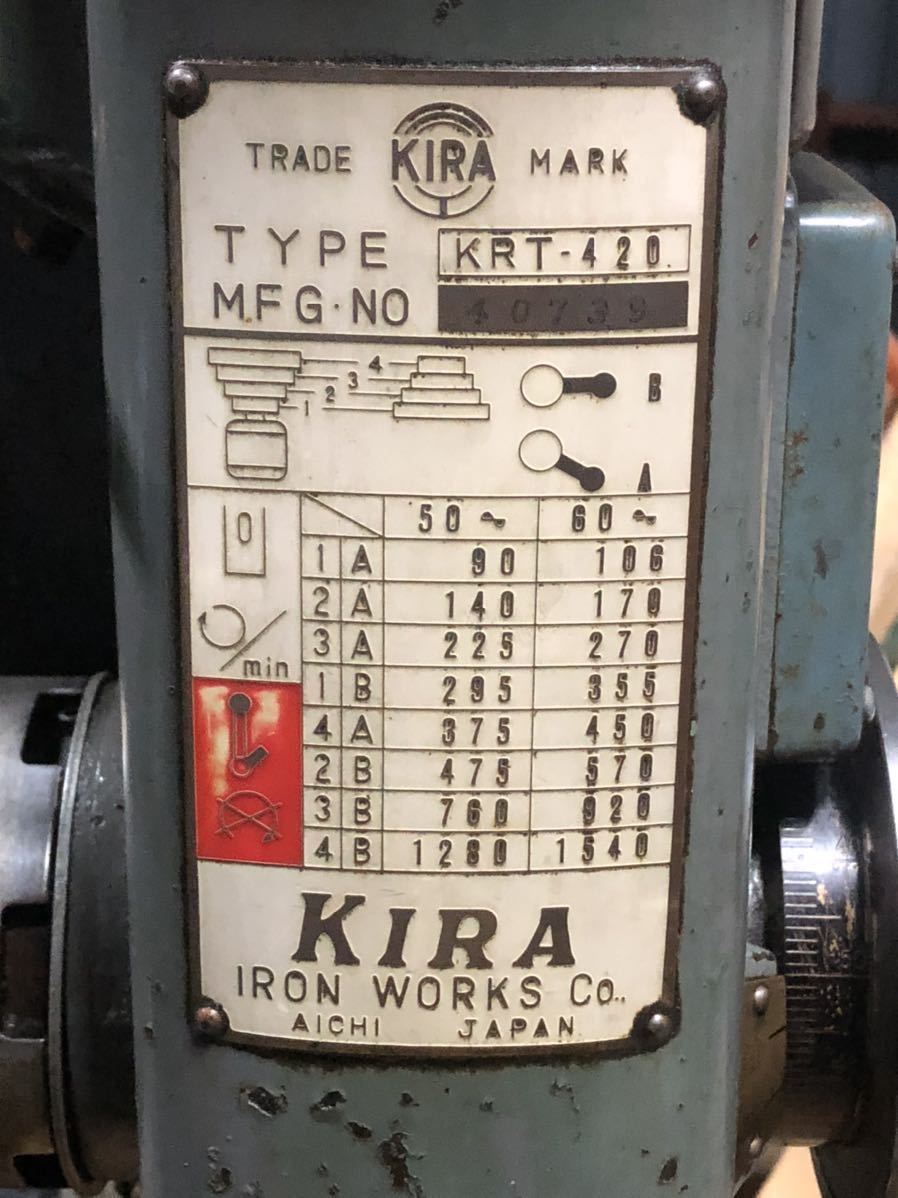 TRADE KIRA MARK
TYPE KRT-420
MFG·NO 40739
4
3
2
1
B
A
50~ 60~
1 A 90 106
2 A 140 170
3 A 225 270
1 B 295 355
4 A 375 450
2 B 475 570
3 B 760 920
4 B 1280 1540
0
/min
KIRA
IRON WORKS Co.,
AICHI JAPAN